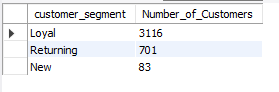 customer_segment Number_of_Customers
Loyal 3116
Returning 701
New 83